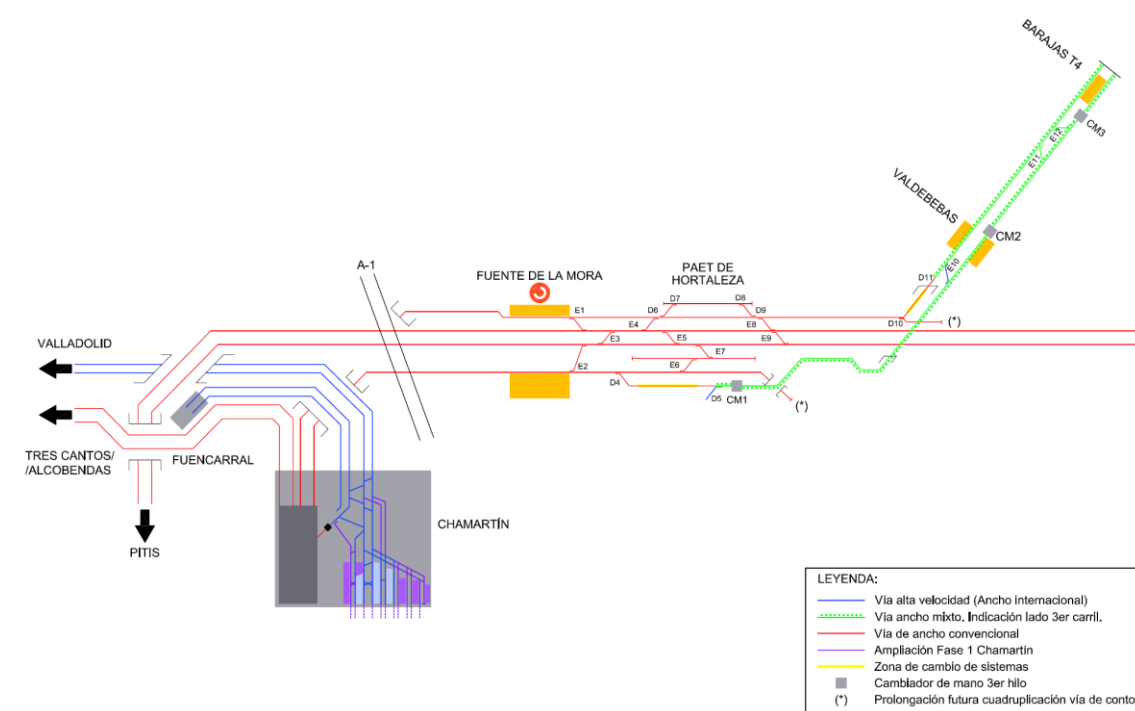 BARAJAS T4
CM3
E12
E11
VALDEBEBAS
CM2
E10
D11
A-1
FUENTE DE LA MORA
PAET DE
HORTALEZA
E1
D6
D7
D8
D9
D10
(*)
E4
E8
E3
E5
E9
E7
E2
E6
D4
D5
CM1
(*)
VALLADOLID
TRES CANTOS/
/ALCOBENDAS
FUENCARRAL
PITIS
CHAMARTÍN
LEYENDA:
Vía alta velocidad (Ancho internacional)
Vía ancho mixto. Indicación lado 3er carril.
Vía de ancho convencional
Ampliación Fase 1 Chamartín
Zona de cambio de sistemas
Cambiador de mano 3er hilo
(*) Prolongación futura cuadruplicación vía de conto